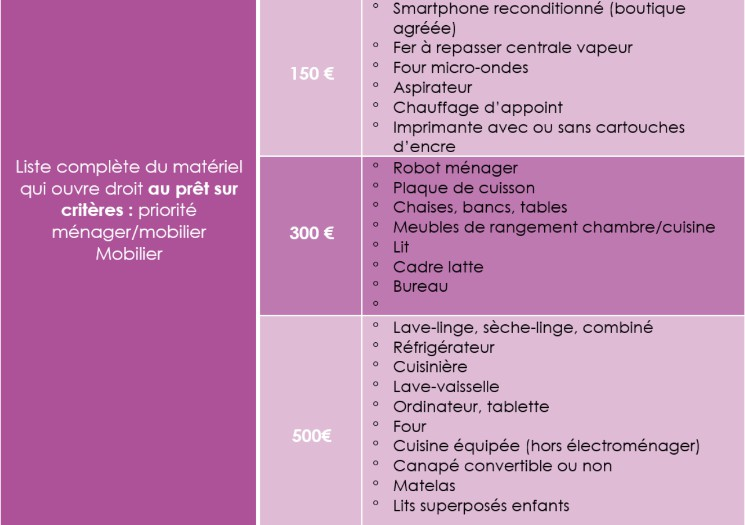 Liste complète du matériel
qui ouvre droit au prêt sur
critères : priorité
ménager/mobilier
Mobilier
150 €
° Smartphone reconditionné (boutique
agréée)
° Fer à repasser centrale vapeur
° Four micro-ondes
° Aspirateur
° Chauffage d’appoint
° Imprimante avec ou sans cartouches
d’encre
300 €
° Robot ménager
° Plaque de cuisson
° Chaises, bancs, tables
° Meubles de rangement chambre/cuisine
° Lit
° Cadre latte
° Bureau
°
500€
° Lave-linge, sèche-linge, combiné
° Réfrigérateur
° Cuisinière
° Lave-vaisselle
° Ordinateur, tablette
° Four
° Cuisine équipée (hors électroménager)
° Canapé convertible ou non
° Matelas
° Lits superposés enfants